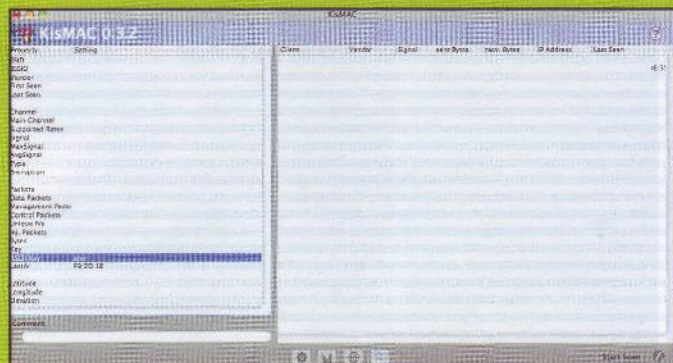 KisMAC
KisMAC 0.3.2
Property Setting
Client Vendor Signal sent Bytes recv. Bytes IP Address Last Seen
SSID
BSSID
Vendor
First Seen
Last Seen
Channel
Main Channel
Supported Rates
Signal
MaxSignal
AvgSignal
Type
Encryption
Packets
Data Packets
Management Packets
Control Packets
Unique IVs
Inj. Packets
Bytes
Key
LastIV
Latitude
Longitude
Elevation
Comment:
Start Scan